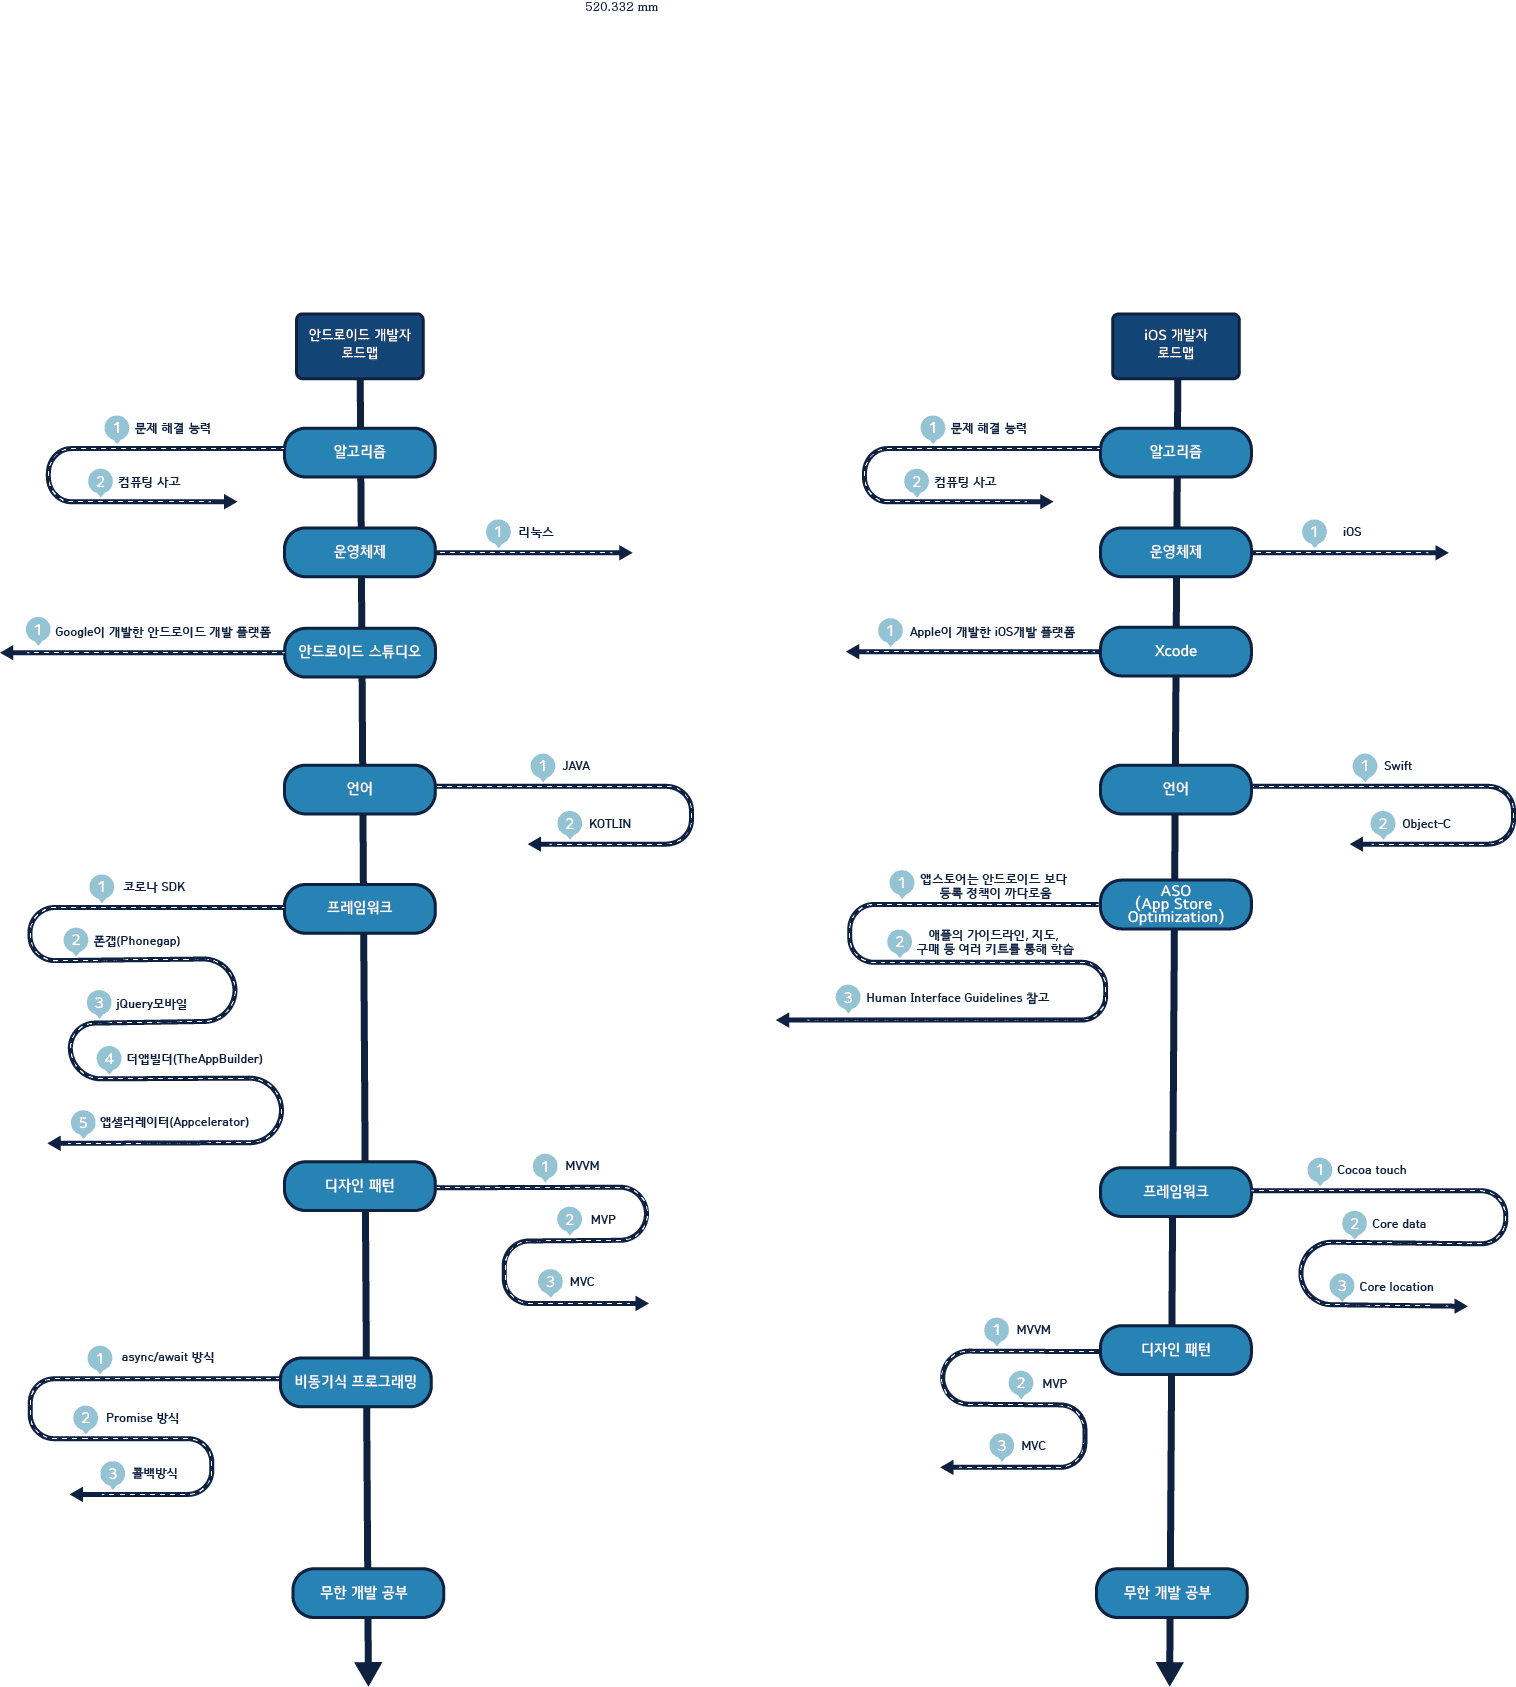 520.332 mm
안드로이드 개발자
로드맵
1 문제 해결 능력
알고리즘
2 컴퓨팅 사고
1 리눅스
운영체제
1 Google이 개발한 안드로이드 개발 플랫폼
안드로이드 스튜디오
1 JAVA
언어
2 KOTLIN
1 코로나 SDK
프레임워크
2 폰갭(Phonegap)
3 jQuery모바일
4 더앱빌더(TheAppBuilder)
5 앱셀러레이터(Appcelerator)
1 MVVM
디자인 패턴
2 MVP
3 MVC
1 async/await 방식
비동기식 프로그래밍
2 Promise 방식
3 콜백방식
무한 개발 공부
iOS 개발자
로드맵
1 문제 해결 능력
알고리즘
2 컴퓨팅 사고
1 iOS
운영체제
1 Apple이 개발한 iOS개발 플랫폼
Xcode
1 Swift
언어
2 Object-C
1 앱스토어는 안드로이드 보다
등록 정책이 까다로움
ASO
(App Store
Optimization)
2 애플의 가이드라인, 지도,
구매 등 여러 키트를 통해 학습
3 Human Interface Guidelines 참고
1 Cocoa touch
프레임워크
2 Core data
3 Core location
1 MVVM
디자인 패턴
2 MVP
3 MVC
무한 개발 공부